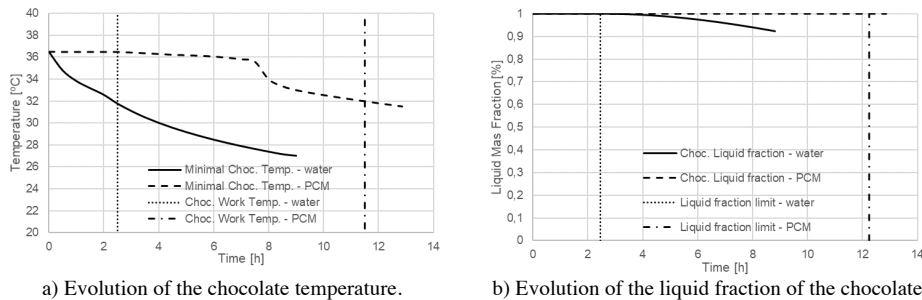 40
38
36
34
32
30
28
26
24
22
20
Temperature [°C]
Minimal Choc. Temp. - water
Minimal Choc. Temp. - PCM
Choc. Work Temp. - water
Choc. Work Temp. - PCM
0 2 4 6 8 10 12 14
Time [h]
a) Evolution of the chocolate temperature.
1
0,9
0,8
0,7
0,6
0,5
0,4
0,3
0,2
0,1
0
Liquid Mas Fraction [%]
Choc. Liquid fraction - water
Choc. Liquid fraction - PCM
Liquid fraction limit - water
Liquid fraction limit - PCM
0 2 4 6 8 10 12 14
Time [h]
b) Evolution of the liquid fraction of the chocolate